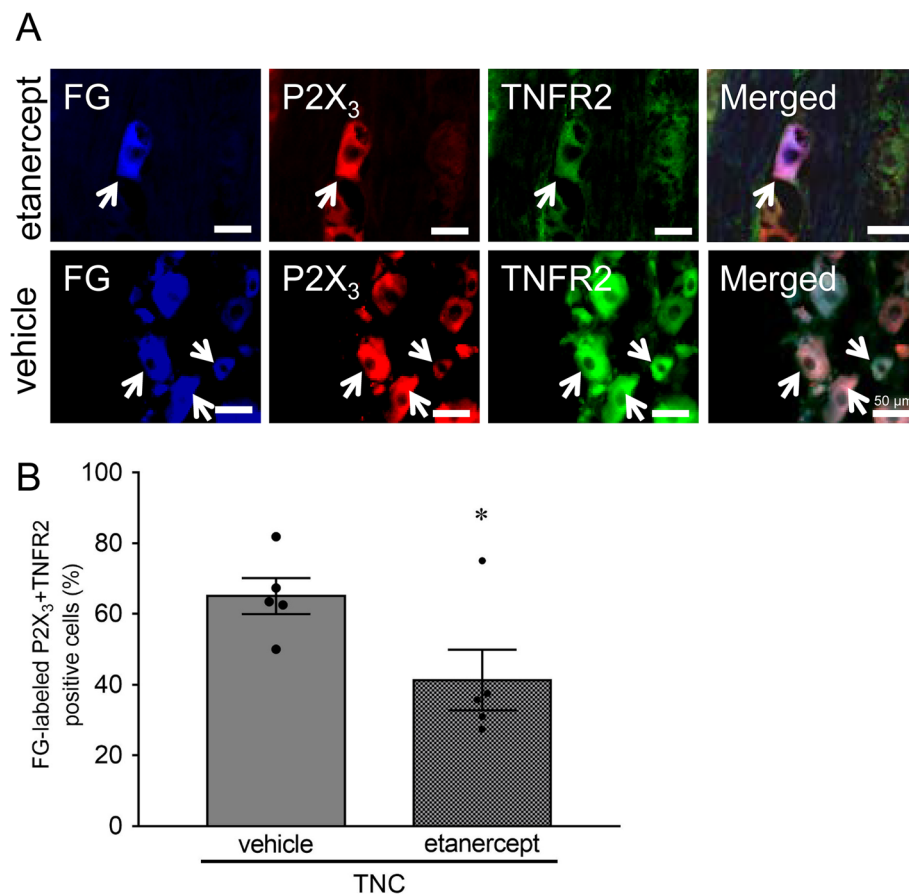 A
etanercept
FG
P2X₃
TNFR2
Merged
vehicle
FG
P2X₃
TNFR2
Merged
50 µm
B
FG-labeled P2X₃+TNFR2
positive cells (%)
100
80
60
40
20
0
*
vehicle
etanercept
TNC